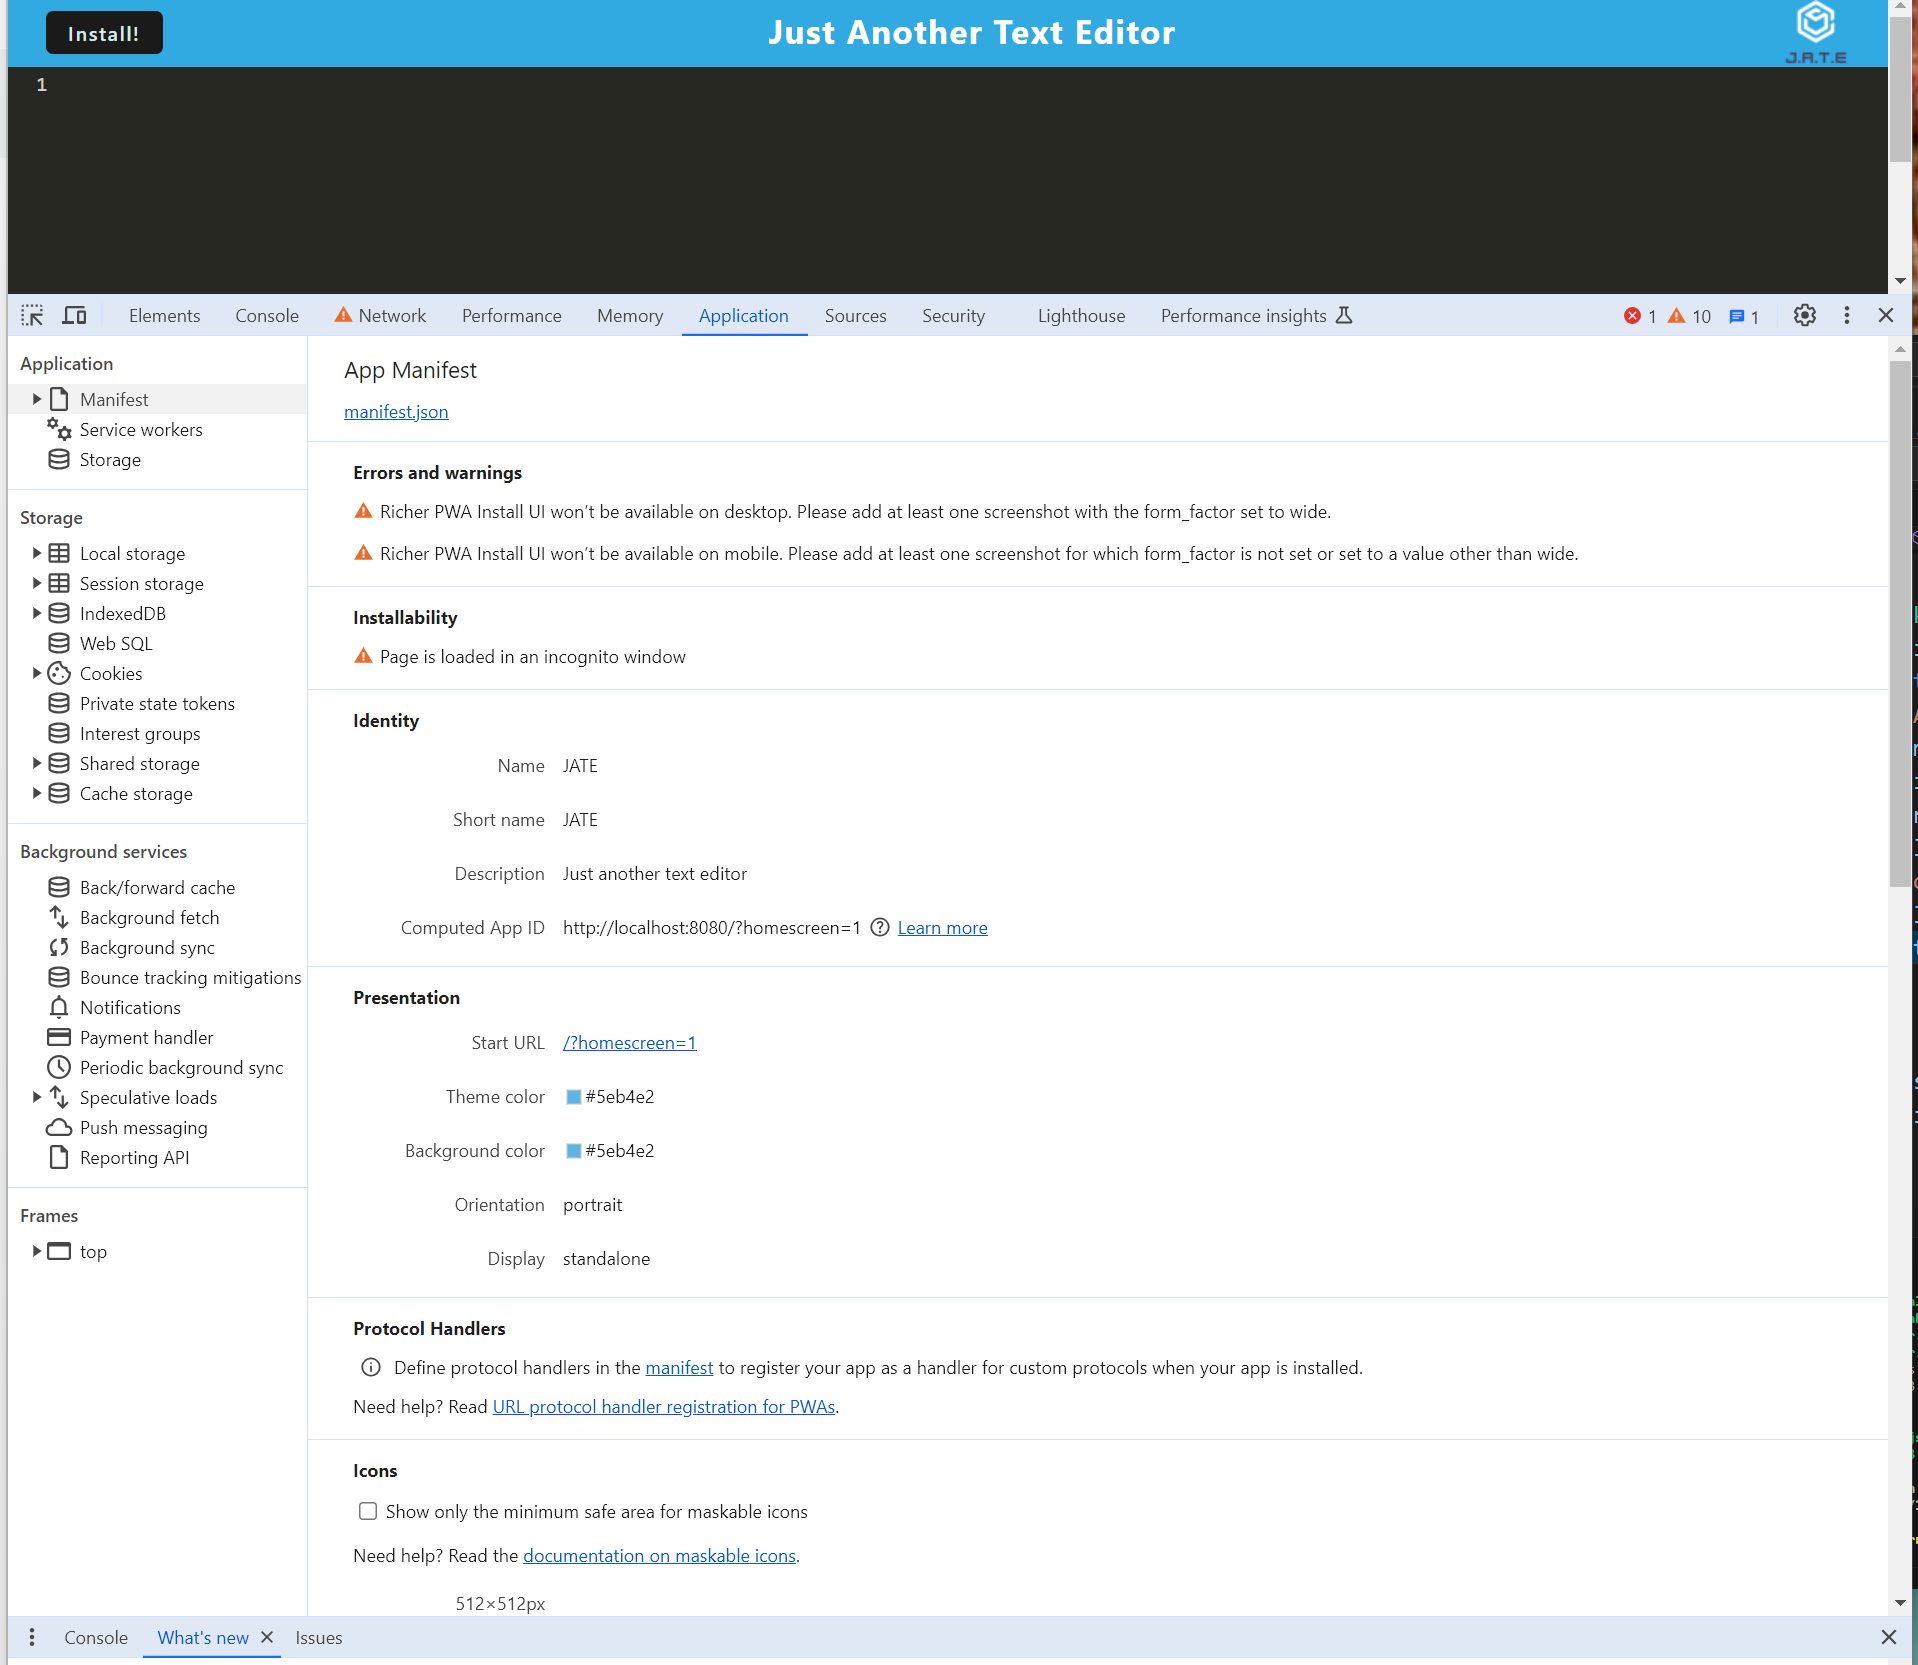 Install!
Just Another Text Editor
J.A.T.E
1
Elements Console Network Performance Memory Application Sources Security Lighthouse Performance insights 1 10 1
Application
Manifest
Service workers
Storage
Storage
Local storage
Session storage
IndexedDB
Web SQL
Cookies
Private state tokens
Interest groups
Shared storage
Cache storage
Background services
Back/forward cache
Background fetch
Background sync
Bounce tracking mitigations
Notifications
Payment handler
Periodic background sync
Speculative loads
Push messaging
Reporting API
Frames
top
App Manifest
manifest.json
Errors and warnings
Richer PWA Install UI won’t be available on desktop. Please add at least one screenshot with the form_factor set to wide.
Richer PWA Install UI won’t be available on mobile. Please add at least one screenshot for which form_factor is not set or set to a value other than wide.
Installability
Page is loaded in an incognito window
Identity
Name JATE
Short name JATE
Description Just another text editor
Computed App ID http://localhost:8080/?homescreen=1 Learn more
Presentation
Start URL /?homescreen=1
Theme color #5eb4e2
Background color #5eb4e2
Orientation portrait
Display standalone
Protocol Handlers
Define protocol handlers in the manifest to register your app as a handler for custom protocols when your app is installed.
Need help? Read URL protocol handler registration for PWAs.
Icons
Show only the minimum safe area for maskable icons
Need help? Read the documentation on maskable icons.
512×512px
Console What's new Issues